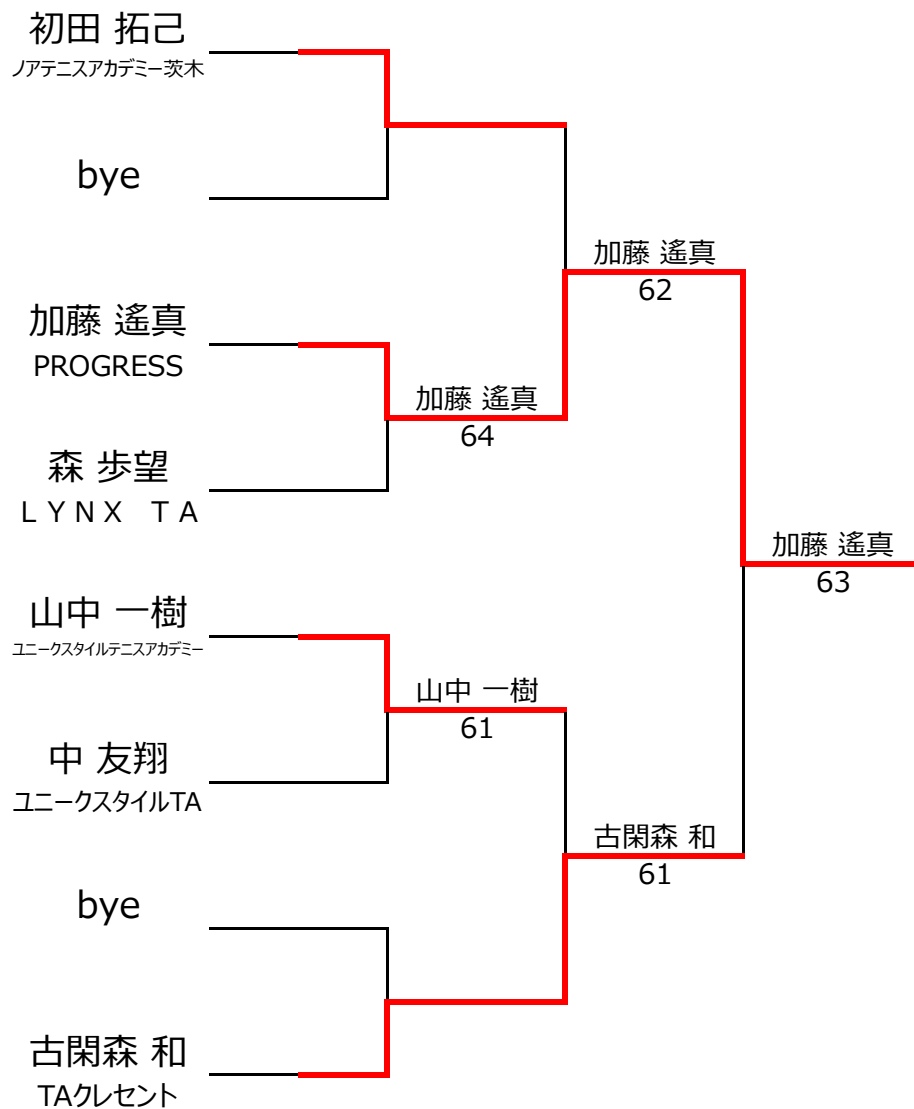 初田 拓己
ノアテニスアカデミー茨木
bye
加藤 遙真
PROGRESS
森 歩望
ＬＹＮＸ　ＴＡ
山中 一樹
ユニークスタイルテニスアカデミー
中 友翔
ユニークスタイルTA
bye
古閑森 和
TAクレセント
加藤 遙真
64
山中 一樹
61
加藤 遙真
62
古閑森 和
61
加藤 遙真
63